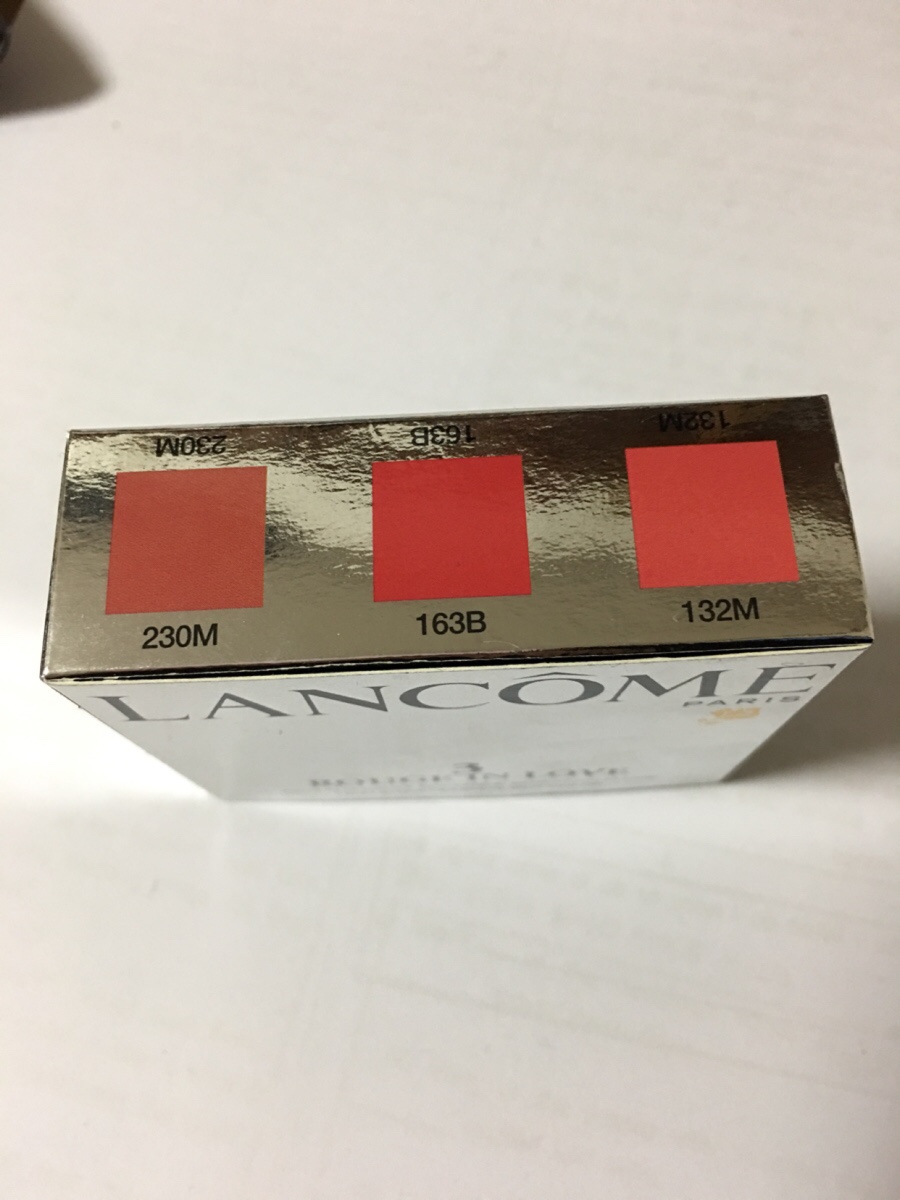 230M 163B 132M
230M 163B 132M
LANCÔME
PARIS
3
ROUGE IN LOVE